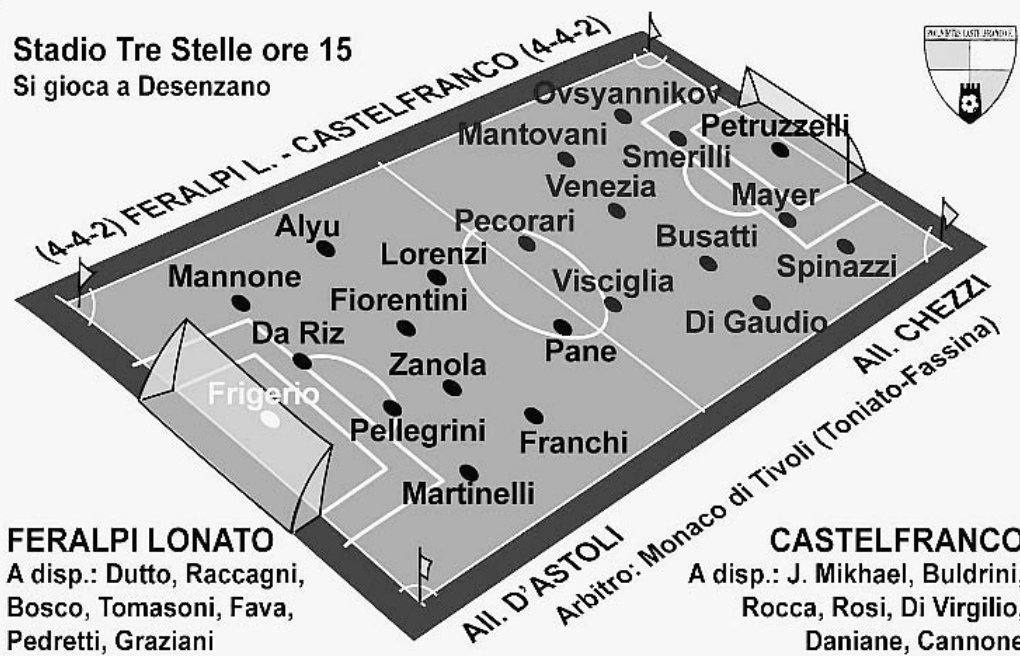 Stadio Tre Stelle ore 15
Si gioca a Desenzano
(4-4-2) FERALPI L. - CASTELFRANCO (4-4-2)
Ovsyannikov
Petruzzelli
Mantovani
Smerilli
Venezia
Mayer
Alyu
Pecorari
Busatti
Lorenzi
Spinazzi
Mannone
Visciglia
Fiorentini
Di Gaudio
Da Riz
Pane
Zanola
Frigerio
Pellegrini
Franchi
Martinelli
All. CHEZZI
All. D'ASTOLI
Arbitro: Monaco di Tivoli (Toniato-Fassina)
FERALPI LONATO
A disp.: Dutto, Raccagni,
Bosco, Tomasoni, Fava,
Pedretti, Graziani
CASTELFRANCO
A disp.: J. Mikhael, Buldrini,
Rocca, Rosi, Di Virgilio,
Daniane, Cannone